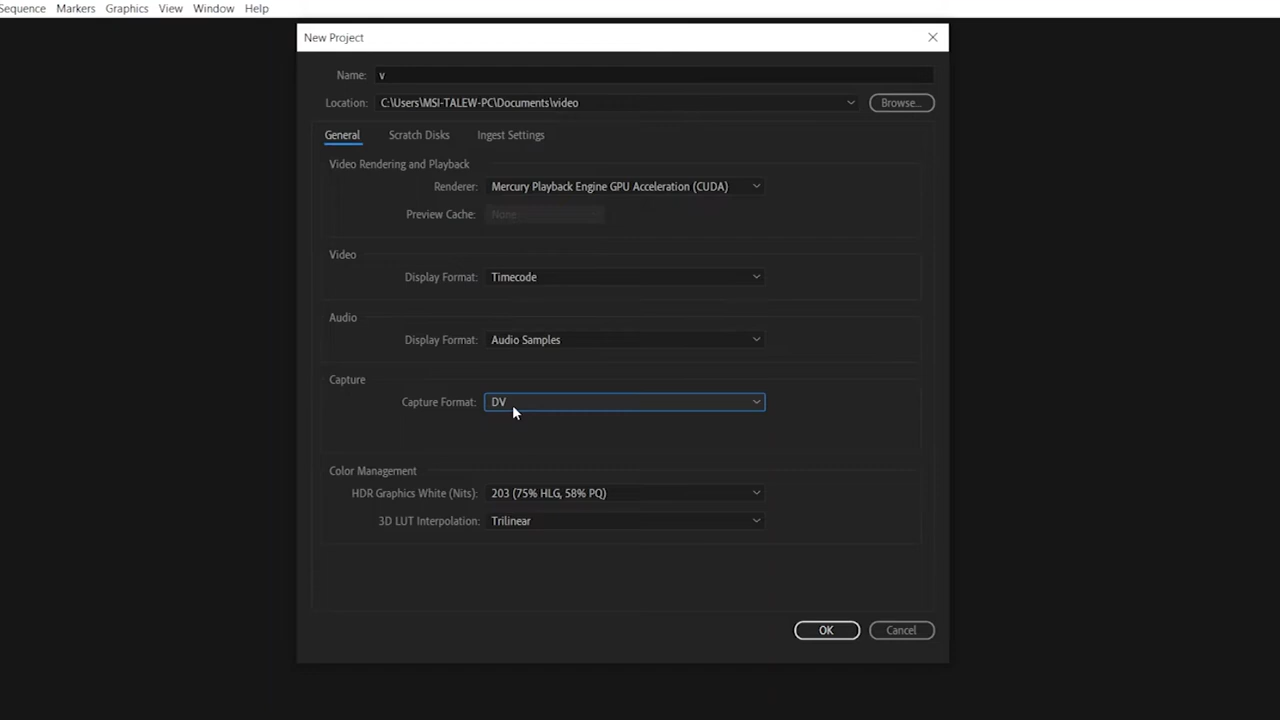 Sequence Markers Graphics View Window Help
New Project
Name: v
Location: C:\Users\MSI-TALEW-PC\Documents\video Browse...
General Scratch Disks Ingest Settings
Video Rendering and Playback
Renderer: Mercury Playback Engine GPU Acceleration (CUDA)
Preview Cache: None
Video
Display Format: Timecode
Audio
Display Format: Audio Samples
Capture
Capture Format: DV
Color Management
HDR Graphics White (Nits): 203 (75% HLG, 58% PQ)
3D LUT Interpolation: Trilinear
OK Cancel